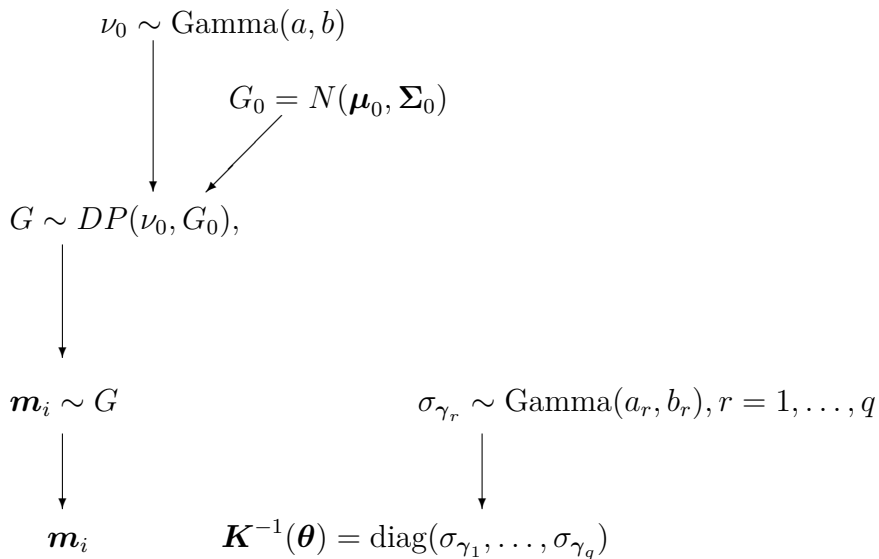 ν₀ ∼ Gamma(a, b)
G₀ = N(μ₀, Σ₀)
G ∼ DP(ν₀, G₀),
mᵢ ∼ G
σ_{γ_r} ∼ Gamma(a_r, b_r), r = 1, . . . , q
mᵢ
K⁻¹(θ) = diag(σ_{γ_1}, . . . , σ_{γ_q})